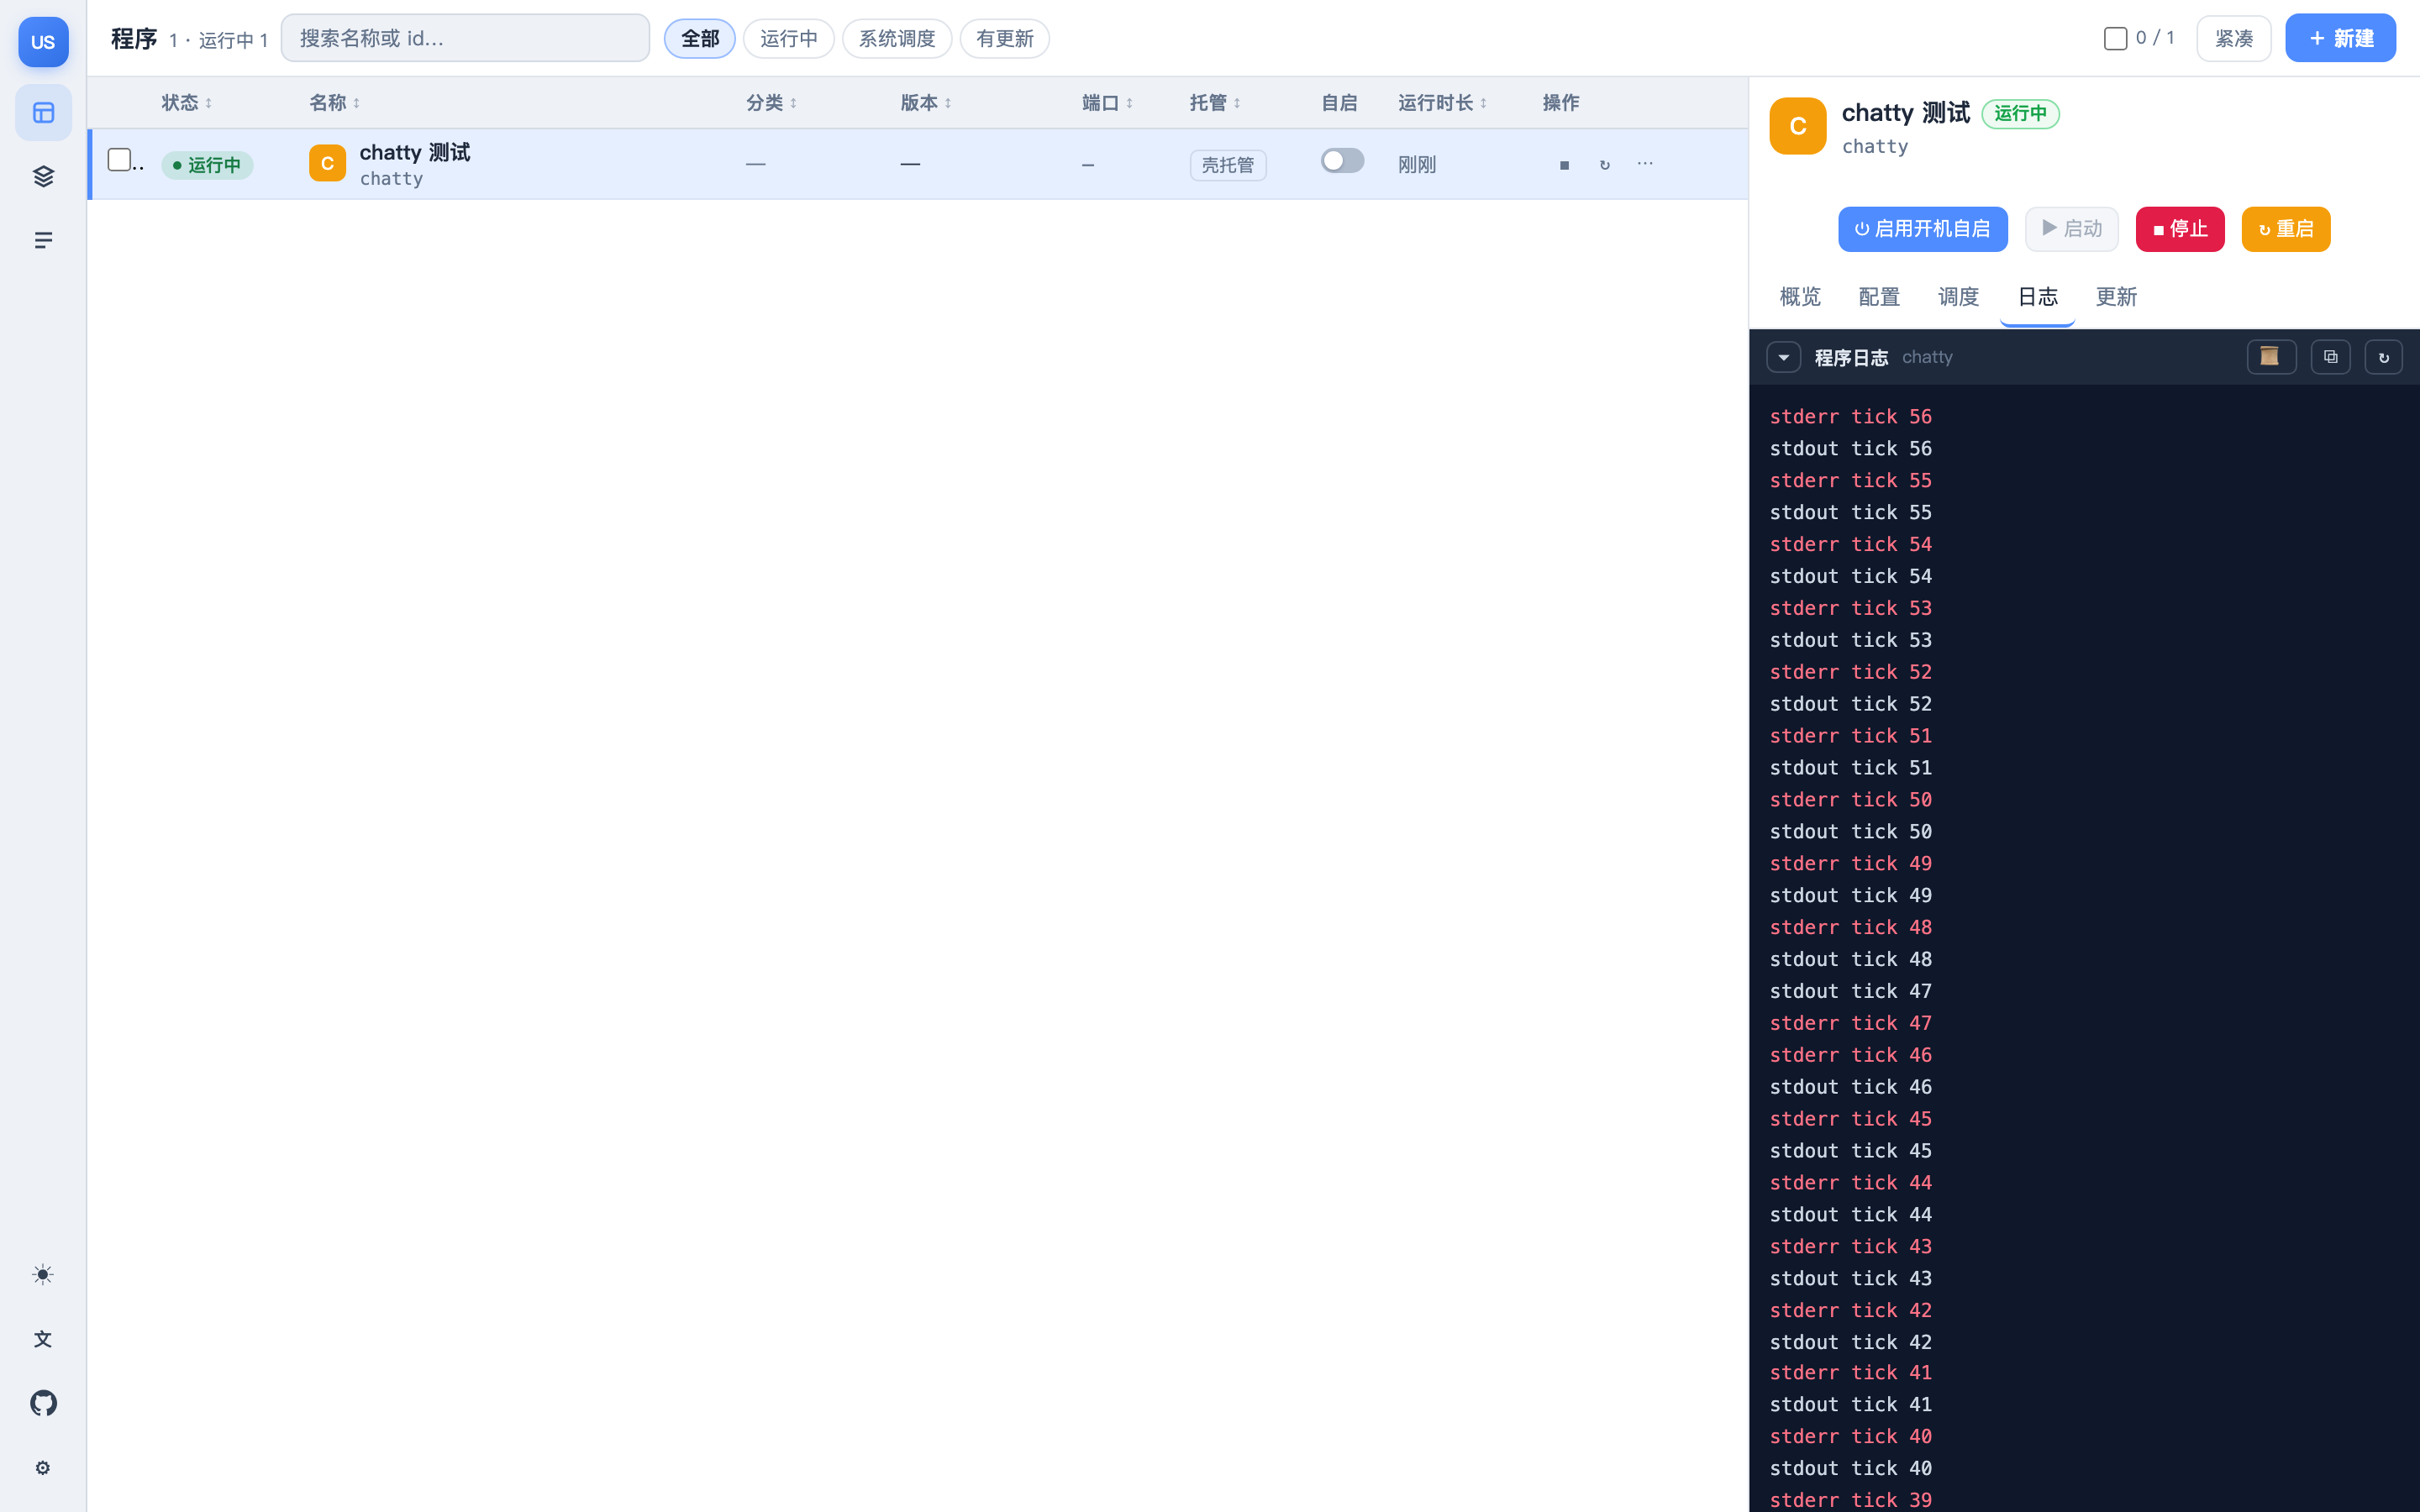 US
程序 1 · 运行中 1 搜索名称或 id... 全部 运行中 系统调度 有更新 0 / 1 紧凑 + 新建
状态 ↕ 名称 ↕ 分类 ↕ 版本 ↕ 端口 ↕ 托管 ↕ 自启 运行时长 ↕ 操作
.. 运行中 C chatty 测试 — — — 壳托管 刚刚 ■ ↻ ···
chatty
C chatty 测试 运行中
chatty
启用开机自启 ▶ 启动 ■ 停止 ↻ 重启
概览 配置 调度 日志 更新
程序日志 chatty
stderr tick 56
stdout tick 56
stderr tick 55
stdout tick 55
stderr tick 54
stdout tick 54
stderr tick 53
stdout tick 53
stderr tick 52
stdout tick 52
stderr tick 51
stdout tick 51
stderr tick 50
stdout tick 50
stderr tick 49
stdout tick 49
stderr tick 48
stdout tick 48
stdout tick 47
stderr tick 47
stderr tick 46
stdout tick 46
stderr tick 45
stdout tick 45
stderr tick 44
stdout tick 44
stderr tick 43
stdout tick 43
stderr tick 42
stdout tick 42
stderr tick 41
stdout tick 41
stderr tick 40
stdout tick 40
stderr tick 39
文